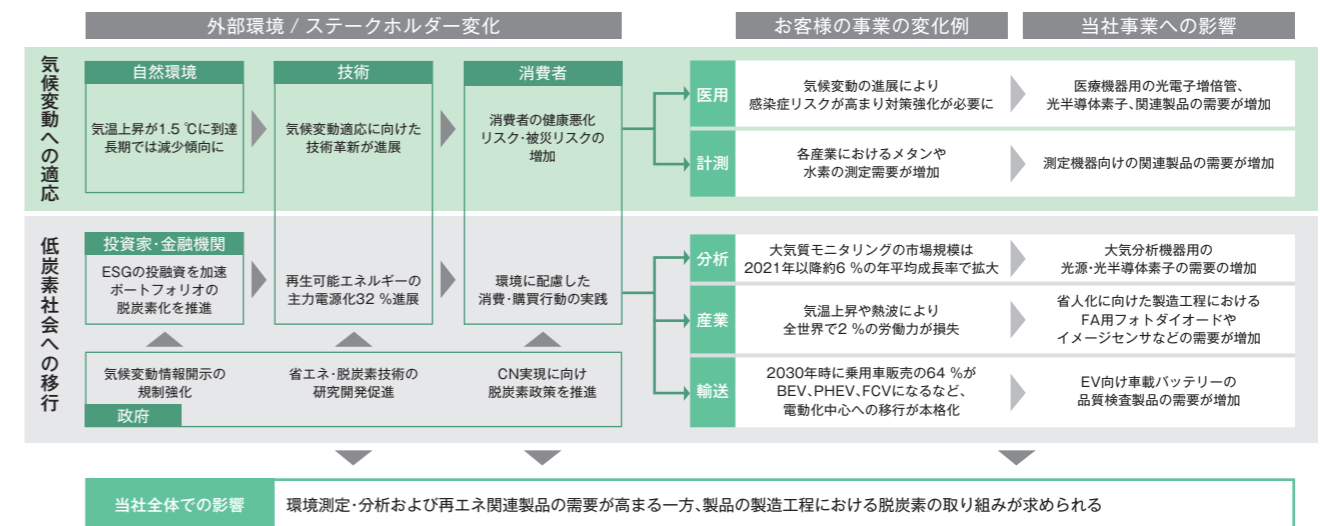 外部環境 / ステークホルダー変化
お客様の事業の変化例
当社事業への影響
気候変動への適応
自然環境
気温上昇が1.5 ℃に到達
長期では減少傾向に
技術
気候変動適応に向けた
技術革新が進展
消費者
消費者の健康悪化
リスク・被災リスクの
増加
医用
気候変動の進展により
感染症リスクが高まり対策強化が必要に
医療機器用の光電子増倍管、
光半導体素子、関連製品の需要が増加
計測
各産業におけるメタンや
水素の測定需要が増加
測定機器向けの関連製品の需要が増加
低炭素社会への移行
投資家・金融機関
ESGの投融資を加速
ポートフォリオの
脱炭素化を推進
再生可能エネルギーの
主力電源化32 %進展
環境に配慮した
消費・購買行動の実践
気候変動情報開示の
規制強化
省エネ・脱炭素技術の
研究開発促進
CN実現に向け
脱炭素政策を推進
政府
分析
大気質モニタリングの市場規模は
2021年以降約6 %の年平均成長率で拡大
大気分析機器用の
光源・光半導体素子の需要の増加
産業
気温上昇や熱波により
全世界で2 %の労働力が損失
省人化に向けた製造工程における
FA用フォトダイオードや
イメージセンサなどの需要が増加
輸送
2030年時に乗用車販売の64 %が
BEV、PHEV、FCVになるなど、
電動化中心への移行が本格化
EV向け車載バッテリーの
品質検査製品の需要が増加
当社全体での影響
環境測定・分析および再エネ関連製品の需要が高まる一方、製品の製造工程における脱炭素の取り組みが求められる